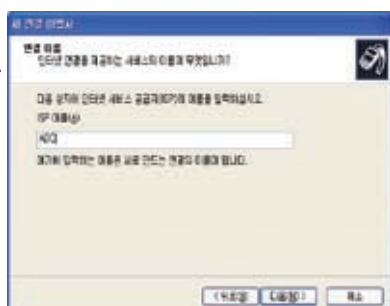 새 연결 마법사
연결 이름
인터넷 연결을 제공하는 서비스의 이름이 무엇입니까?
다음 상자에 인터넷 서비스 공급자(ISP)의 이름을 입력하십시오.
ISP 이름(A)
여기에 입력하는 이름은 새로 만드는 연결의 이름이 됩니다.
< 뒤로(B)
다음(N) >
취소